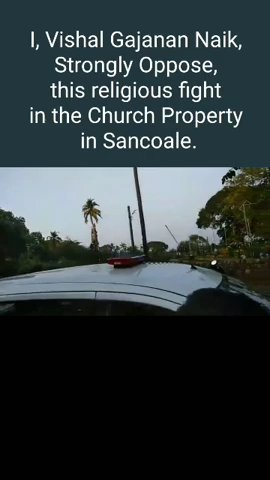 I, Vishal Gajanan Naik,
Strongly Oppose,
this religious fight
in the Church Property
in Sancoale.